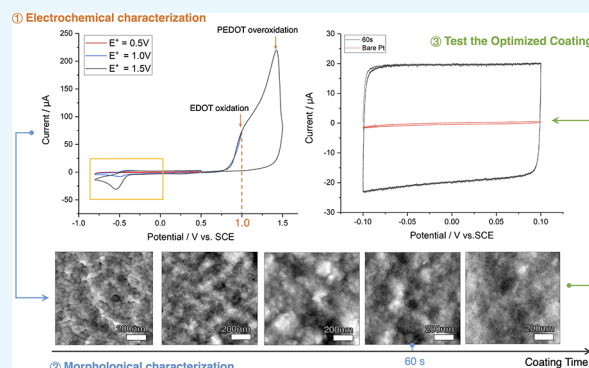 ① Electrochemical characterization
PEDOT overoxidation
250
200
150
100
50
0
-50
Current / µA
E⁺ = 0.5V
E⁺ = 1.0V
E⁺ = 1.5V
EDOT oxidation
-1.0 -0.5 0.0 0.5 1.0 1.5
Potential / V vs. SCE
30
20
10
0
-10
-20
-30
Current / µA
60s
Bare Pt
③ Test the Optimized Coating
-0.10 -0.05 0.00 0.05 0.10
Potential / V vs.SCE
200nm 200nm 200nm 200nm 200nm
60 s
Coating Time
② Morphological characterization